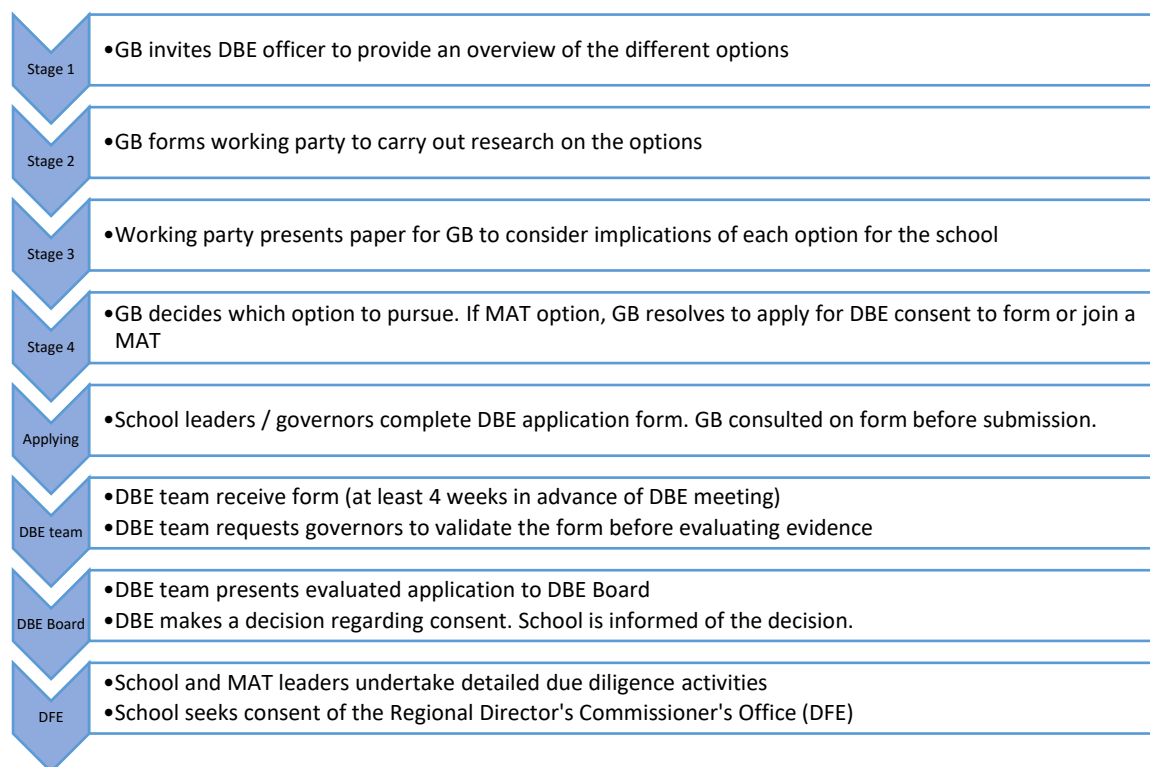 Stage 1
•GB invites DBE officer to provide an overview of the different options
Stage 2
•GB forms working party to carry out research on the options
Stage 3
•Working party presents paper for GB to consider implications of each option for the school
Stage 4
•GB decides which option to pursue. If MAT option, GB resolves to apply for DBE consent to form or join a
MAT
Applying
•School leaders / governors complete DBE application form. GB consulted on form before submission.
DBE team
•DBE team receive form (at least 4 weeks in advance of DBE meeting)
•DBE team requests governors to validate the form before evaluating evidence
DBE Board
•DBE team presents evaluated application to DBE Board
•DBE makes a decision regarding consent. School is informed of the decision.
DFE
•School and MAT leaders undertake detailed due diligence activities
•School seeks consent of the Regional Director's Commissioner's Office (DFE)